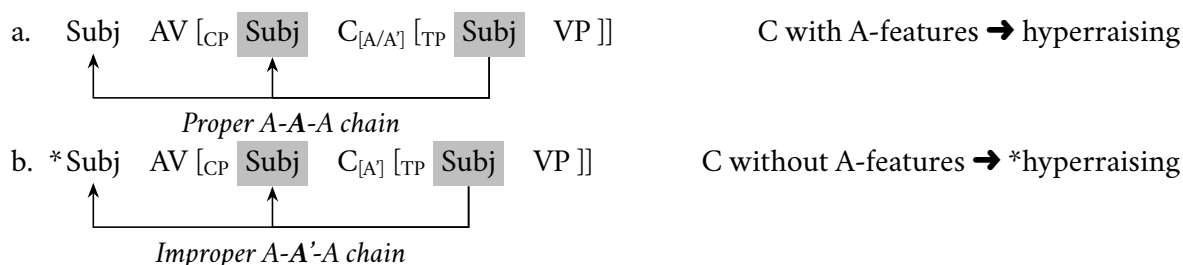 a. Subj AV [CP Subj C[A/A'] [TP Subj VP ]] C with A-features ➜ hyperraising
Proper A-A-A chain
b. *Subj AV [CP Subj C[A'] [TP Subj VP ]] C without A-features ➜ *hyperraising
Improper A-A'-A chain